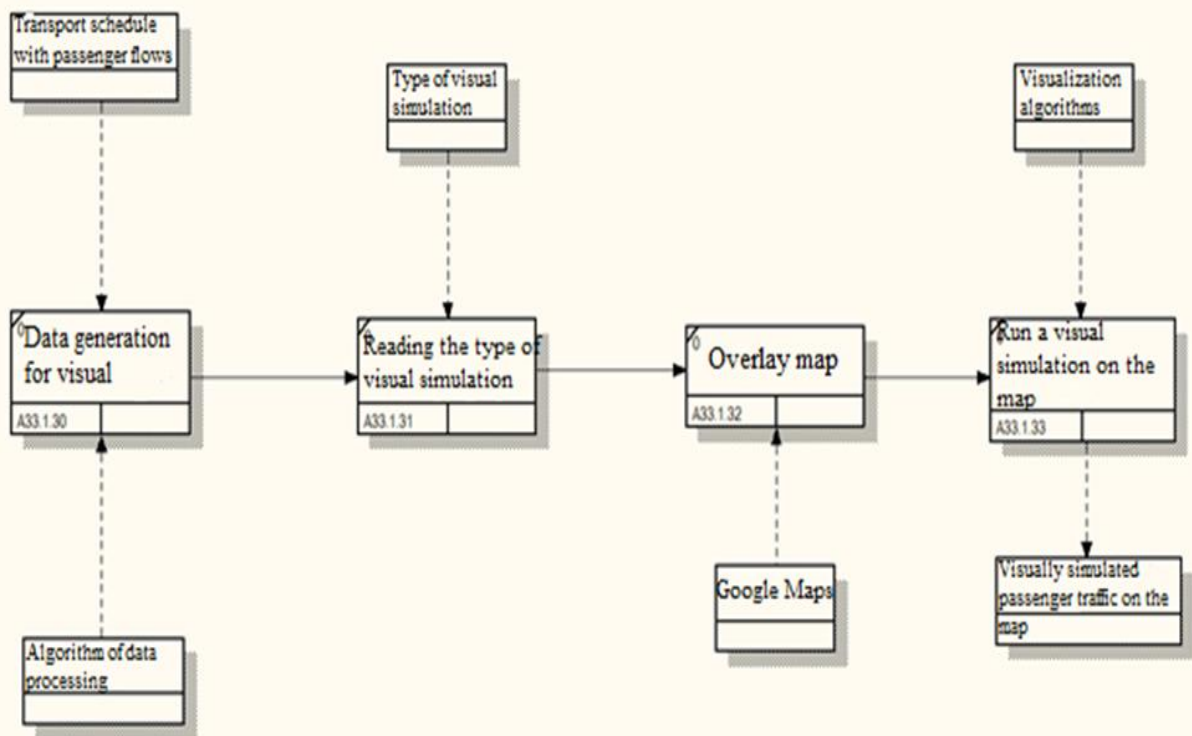 Transport schedule
with passenger flows
Type of visual
simulation
Visualization
algorithms
0
Data generation
for visual
A33.1.30
Reading the type of
visual simulation
A33.1.31
0
Overlay map
A33.1.32
Run a visual
simulation on the
map
A33.1.33
Google Maps
Visually simulated
passenger traffic on the
map
Algorithm of data
processing